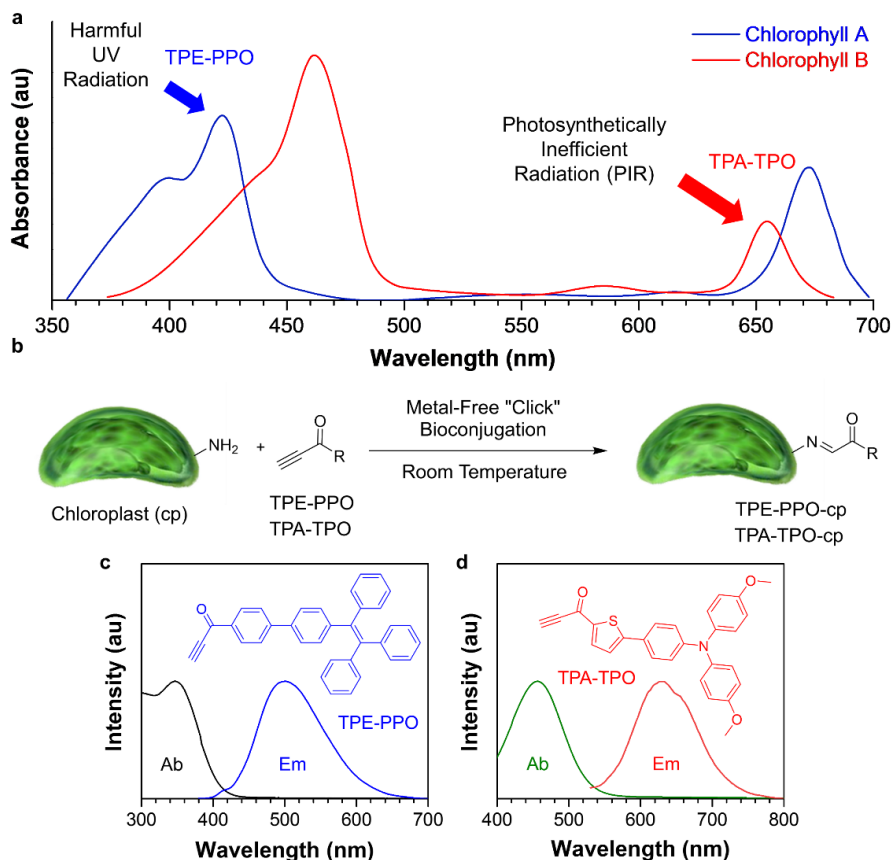 a
Harmful
UV
Radiation
TPE-PPO
Chlorophyll A
Chlorophyll B
Photosynthetically
Inefficient
Radiation (PIR)
TPA-TPO
Absorbance (au)
350 400 450 500 550 600 650 700
Wavelength (nm)
b
NH2
+
O
R
Metal-Free "Click"
Bioconjugation
Room Temperature
N
O
R
Chloroplast (cp)
TPE-PPO
TPA-TPO
TPE-PPO-cp
TPA-TPO-cp
c
O
TPE-PPO
Ab
Em
Intensity (au)
300 400 500 600 700
Wavelength (nm)
d
O
S
N
O
O
TPA-TPO
Ab
Em
Intensity (au)
400 500 600 700 800
Wavelength (nm)